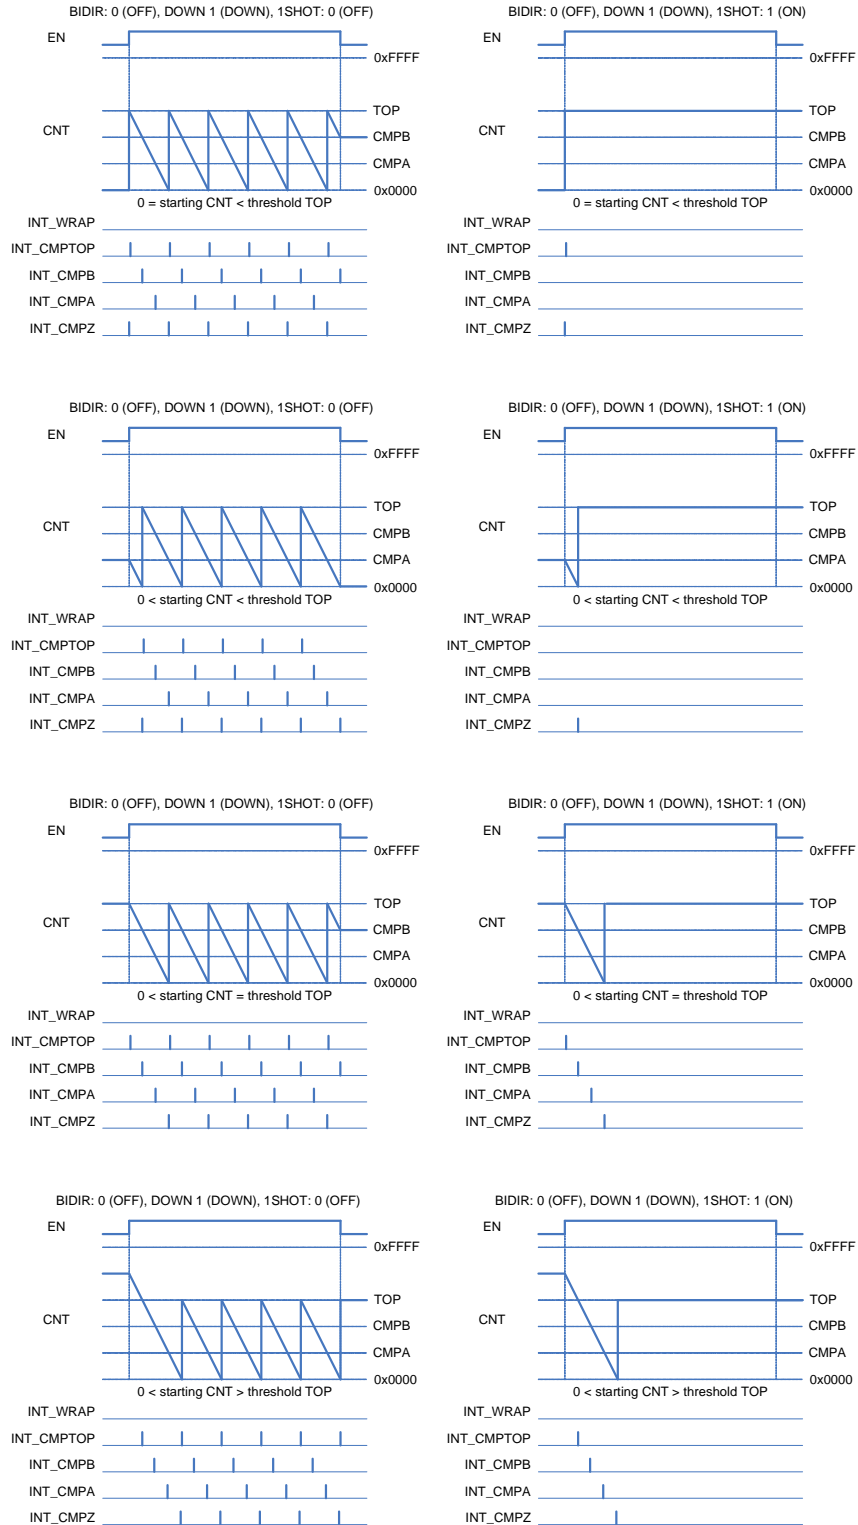 BIDIR: 0 (OFF), DOWN 1 (DOWN), 1SHOT: 0 (OFF)
EN
0xFFFF
TOP
CNT
CMPB
CMPA
0x0000
0 = starting CNT < threshold TOP
INT_WRAP
INT_CMPTOP
INT_CMPB
INT_CMPA
INT_CMPZ
BIDIR: 0 (OFF), DOWN 1 (DOWN), 1SHOT: 1 (ON)
EN
0xFFFF
TOP
CNT
CMPB
CMPA
0x0000
0 = starting CNT < threshold TOP
INT_WRAP
INT_CMPTOP
INT_CMPB
INT_CMPA
INT_CMPZ
BIDIR: 0 (OFF), DOWN 1 (DOWN), 1SHOT: 0 (OFF)
EN
0xFFFF
TOP
CNT
CMPB
CMPA
0x0000
0 < starting CNT < threshold TOP
INT_WRAP
INT_CMPTOP
INT_CMPB
INT_CMPA
INT_CMPZ
BIDIR: 0 (OFF), DOWN 1 (DOWN), 1SHOT: 1 (ON)
EN
0xFFFF
TOP
CNT
CMPB
CMPA
0x0000
0 < starting CNT < threshold TOP
INT_WRAP
INT_CMPTOP
INT_CMPB
INT_CMPA
INT_CMPZ
BIDIR: 0 (OFF), DOWN 1 (DOWN), 1SHOT: 0 (OFF)
EN
0xFFFF
TOP
CNT
CMPB
CMPA
0x0000
0 < starting CNT = threshold TOP
INT_WRAP
INT_CMPTOP
INT_CMPB
INT_CMPA
INT_CMPZ
BIDIR: 0 (OFF), DOWN 1 (DOWN), 1SHOT: 1 (ON)
EN
0xFFFF
TOP
CNT
CMPB
CMPA
0x0000
0 < starting CNT = threshold TOP
INT_WRAP
INT_CMPTOP
INT_CMPB
INT_CMPA
INT_CMPZ
BIDIR: 0 (OFF), DOWN 1 (DOWN), 1SHOT: 0 (OFF)
EN
0xFFFF
TOP
CNT
CMPB
CMPA
0x0000
0 < starting CNT > threshold TOP
INT_WRAP
INT_CMPTOP
INT_CMPB
INT_CMPA
INT_CMPZ
BIDIR: 0 (OFF), DOWN 1 (DOWN), 1SHOT: 1 (ON)
EN
0xFFFF
TOP
CNT
CMPB
CMPA
0x0000
0 < starting CNT > threshold TOP
INT_WRAP
INT_CMPTOP
INT_CMPB
INT_CMPA
INT_CMPZ